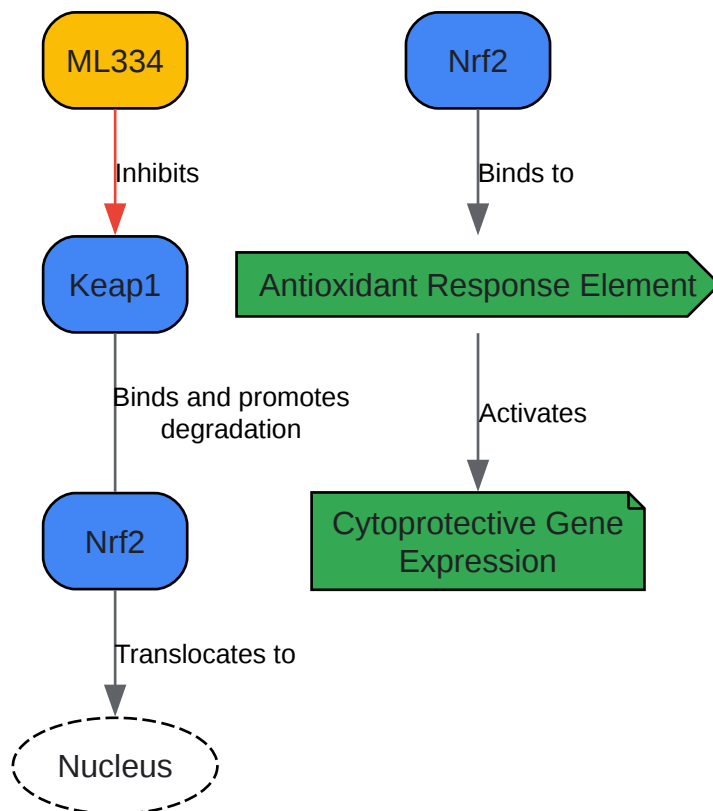 ML334
Inhibits
Keap1
Binds and promotes
degradation
Nrf2
Translocates to
Nucleus
Nrf2
Binds to
Antioxidant Response Element
Activates
Cytoprotective Gene
Expression